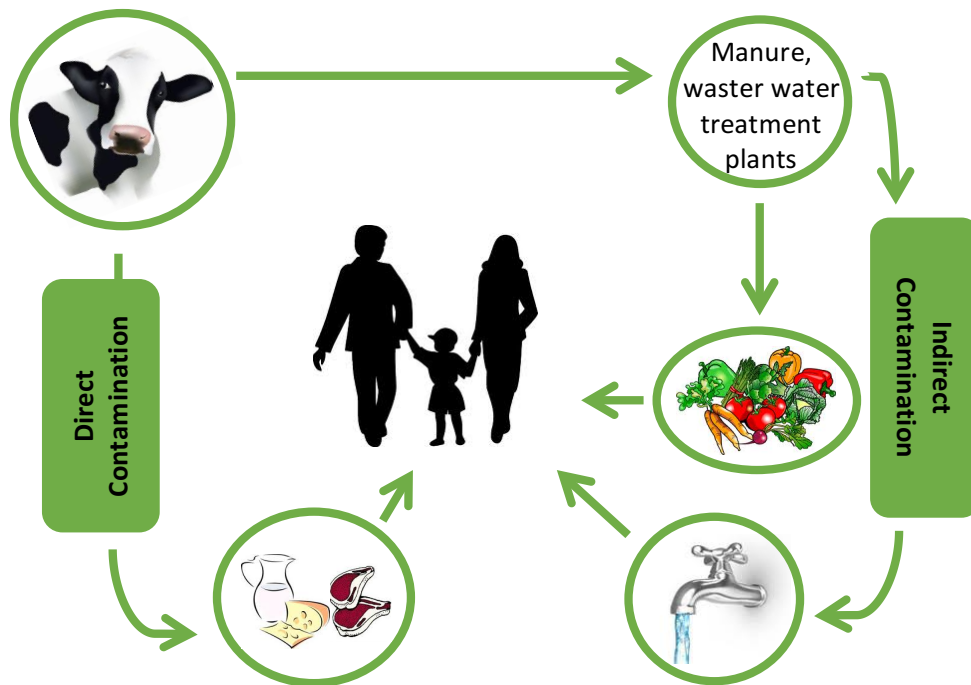 Manure,
waster water
treatment
plants
Direct
Contamination
Indirect
Contamination